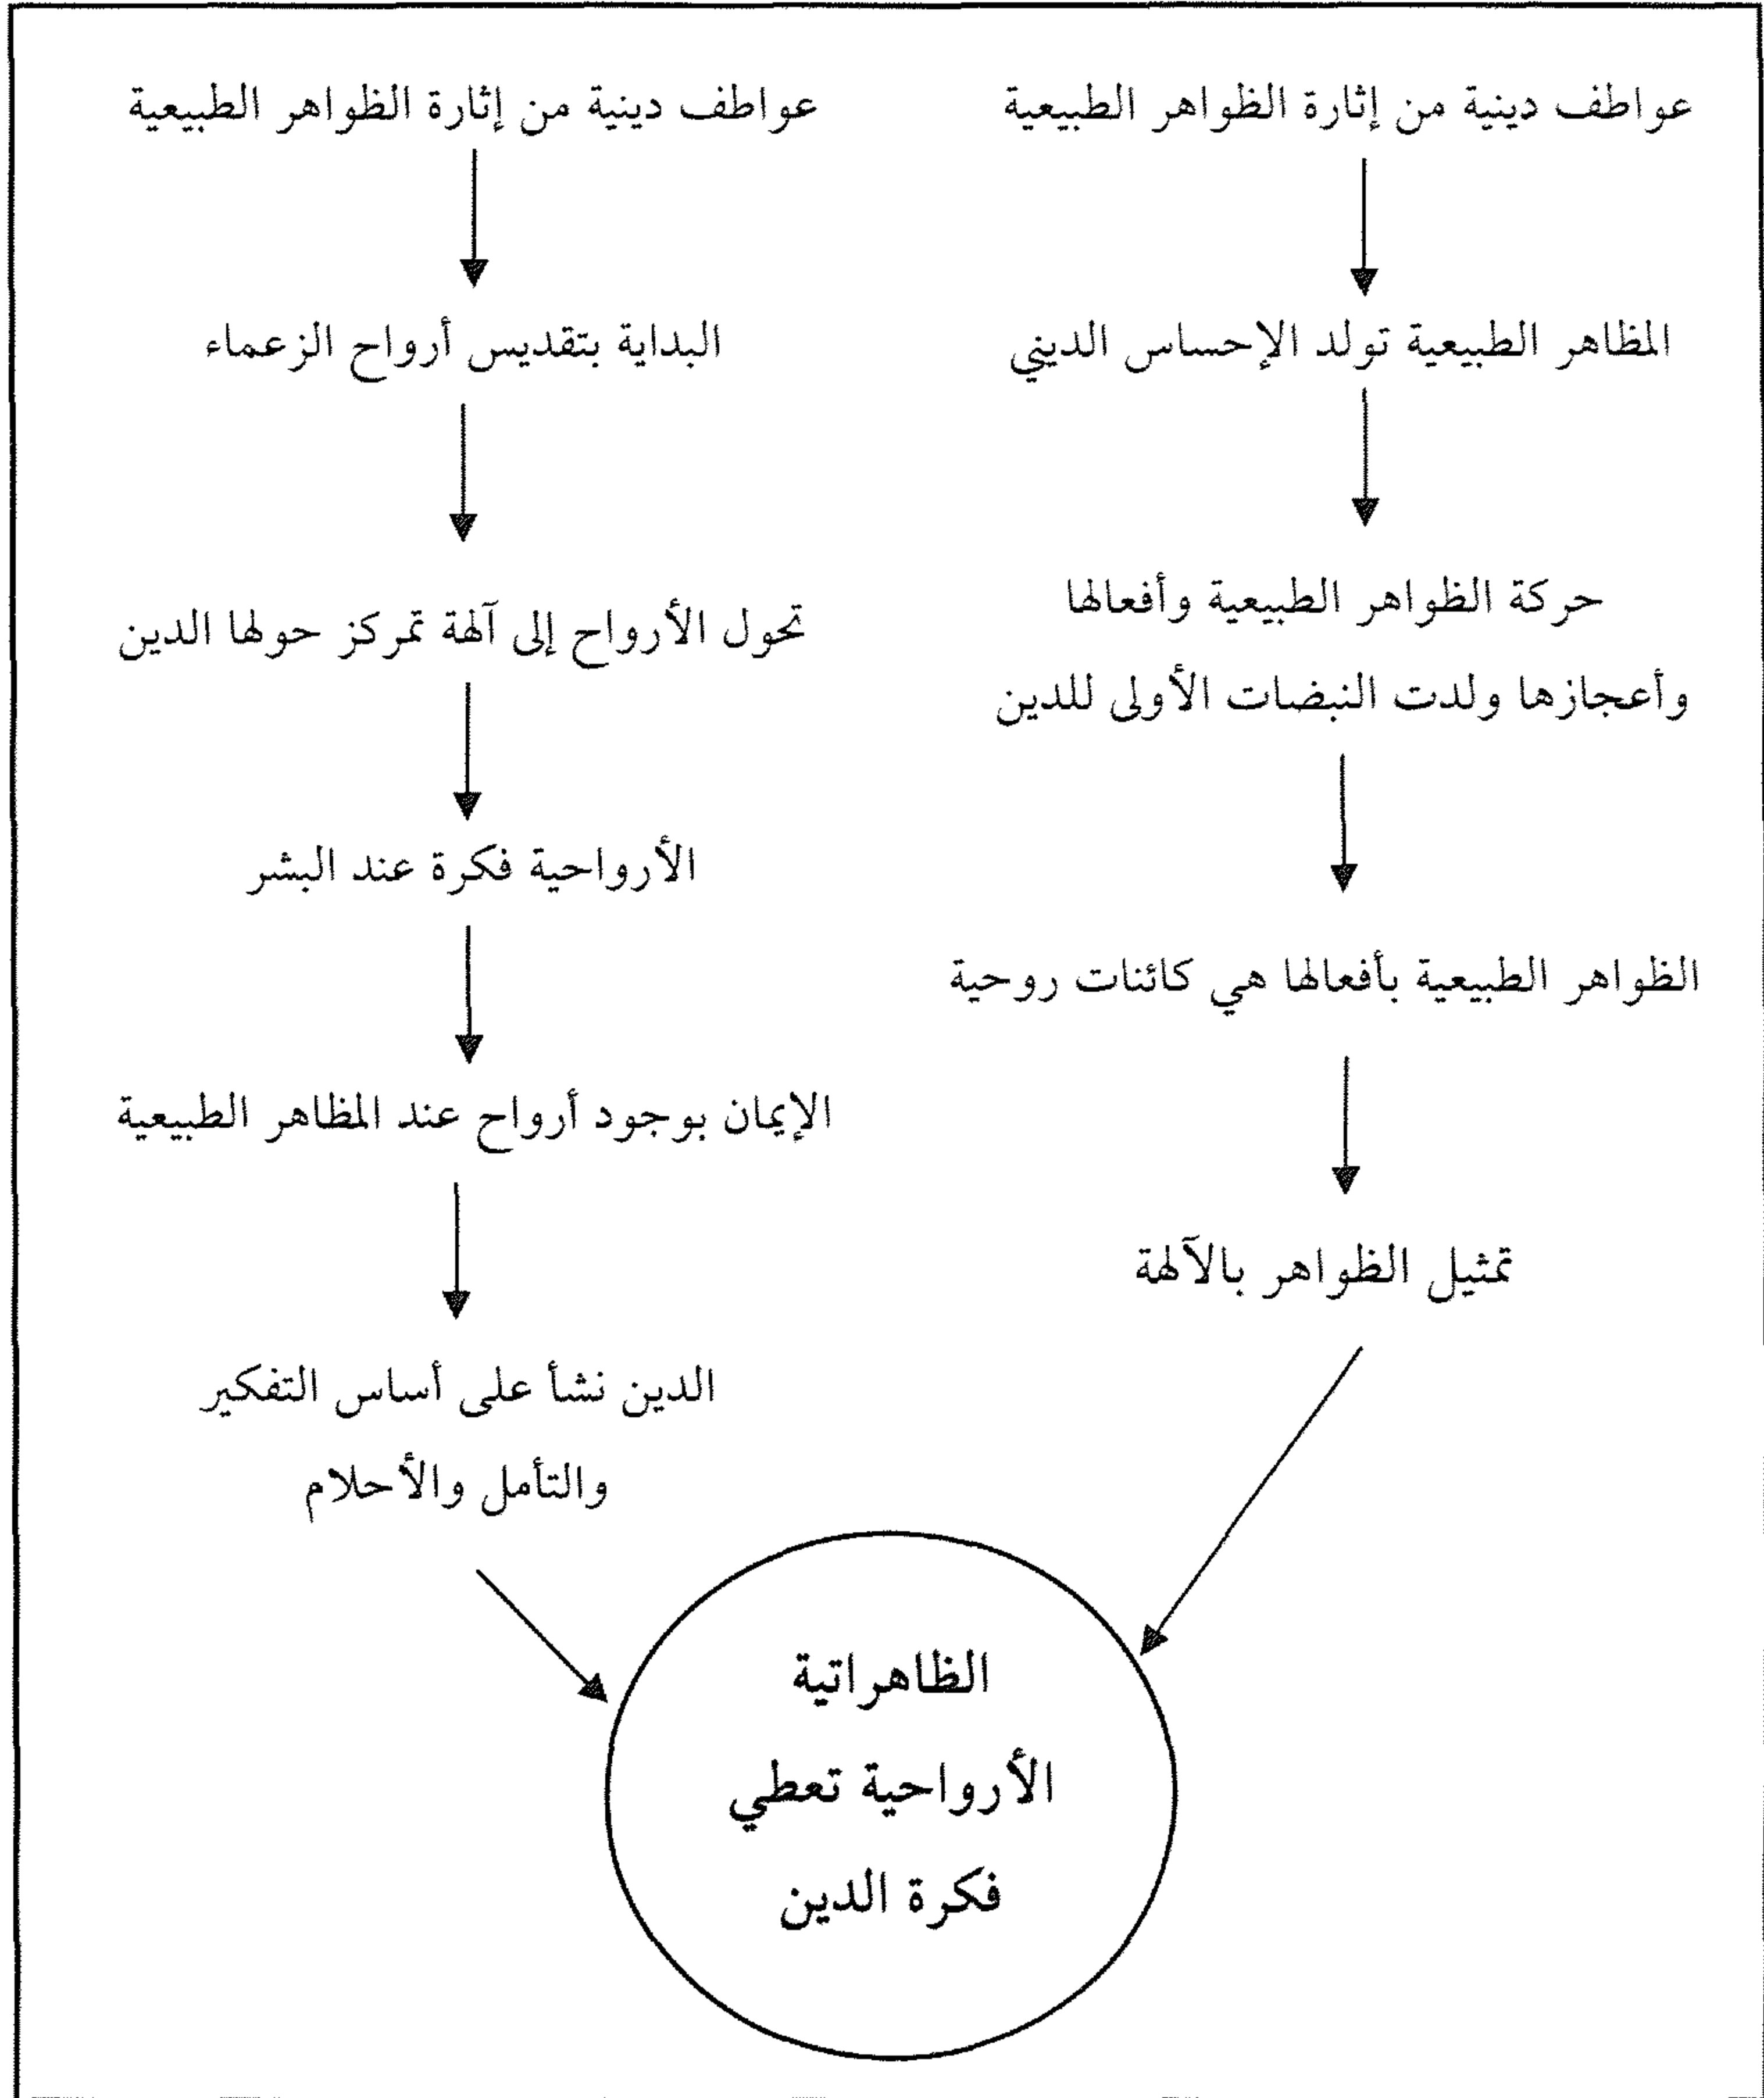 عواطف دينية من إثارة الظواهر الطبيعية
المظاهر الطبيعية تولد الإحساس الديني
حركة الظواهر الطبيعية وأفعالها
وأعجازها ولدت النبضات الأولى للدين
الظواهر الطبيعية بأفعالها هي كائنات روحية
تمثيل الظواهر بالآلهة
عواطف دينية من إثارة الظواهر الطبيعية
البداية بتقديس أرواح الزعماء
تحول الأرواح إلى آلهة تمركز حولها الدين
الأرواحية فكرة عند البشر
الإيمان بوجود أرواح عند المظاهر الطبيعية
الدين نشأ على أساس التفكير
والتأمل والأحلام
الظاهراتية
الأرواحية تعطي
فكرة الدين